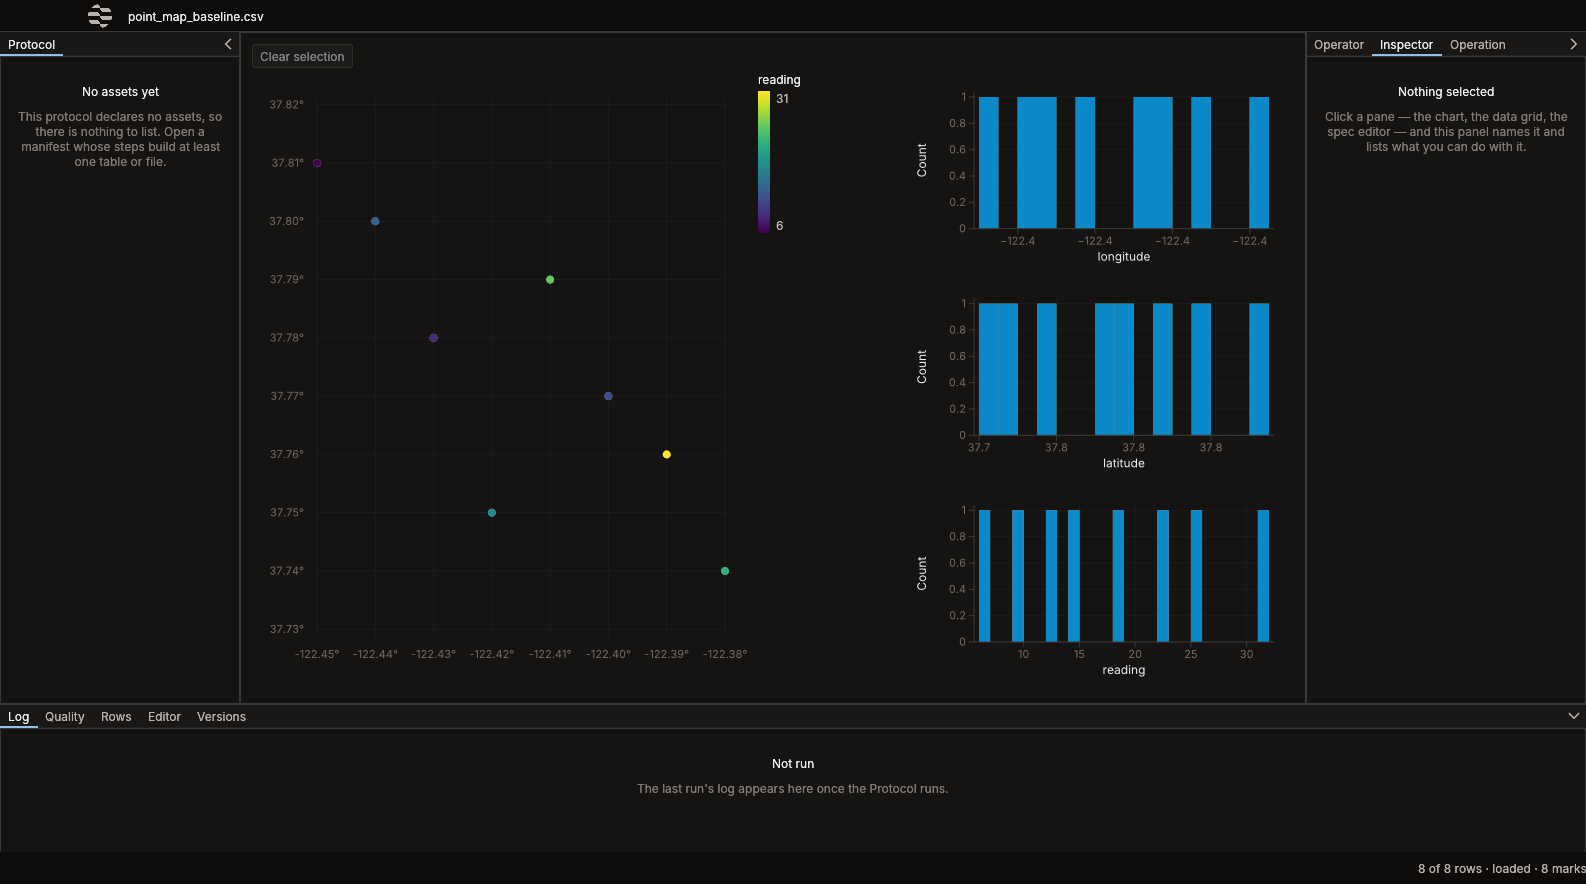 point_map_baseline.csv
Protocol
No assets yet
This protocol declares no assets, so
there is nothing to list. Open a
manifest whose steps build at least
one table or file.
Clear selection
37.82°
37.81°
37.80°
37.79°
37.78°
37.77°
37.76°
37.75°
37.74°
37.73°
-122.45° -122.44° -122.43° -122.42° -122.41° -122.40° -122.39° -122.38°
reading
31
6
1
0.8
0.6
0.4
0.2
0
Count
−122.4 −122.4 −122.4 −122.4
longitude
1
0.8
0.6
0.4
0.2
0
Count
37.7 37.8 37.8 37.8
latitude
1
0.8
0.6
0.4
0.2
0
Count
10 15 20 25 30
reading
Operator Inspector Operation
Nothing selected
Click a pane — the chart, the data grid, the
spec editor — and this panel names it and
lists what you can do with it.
Log Quality Rows Editor Versions
Not run
The last run's log appears here once the Protocol runs.
8 of 8 rows · loaded · 8 marks